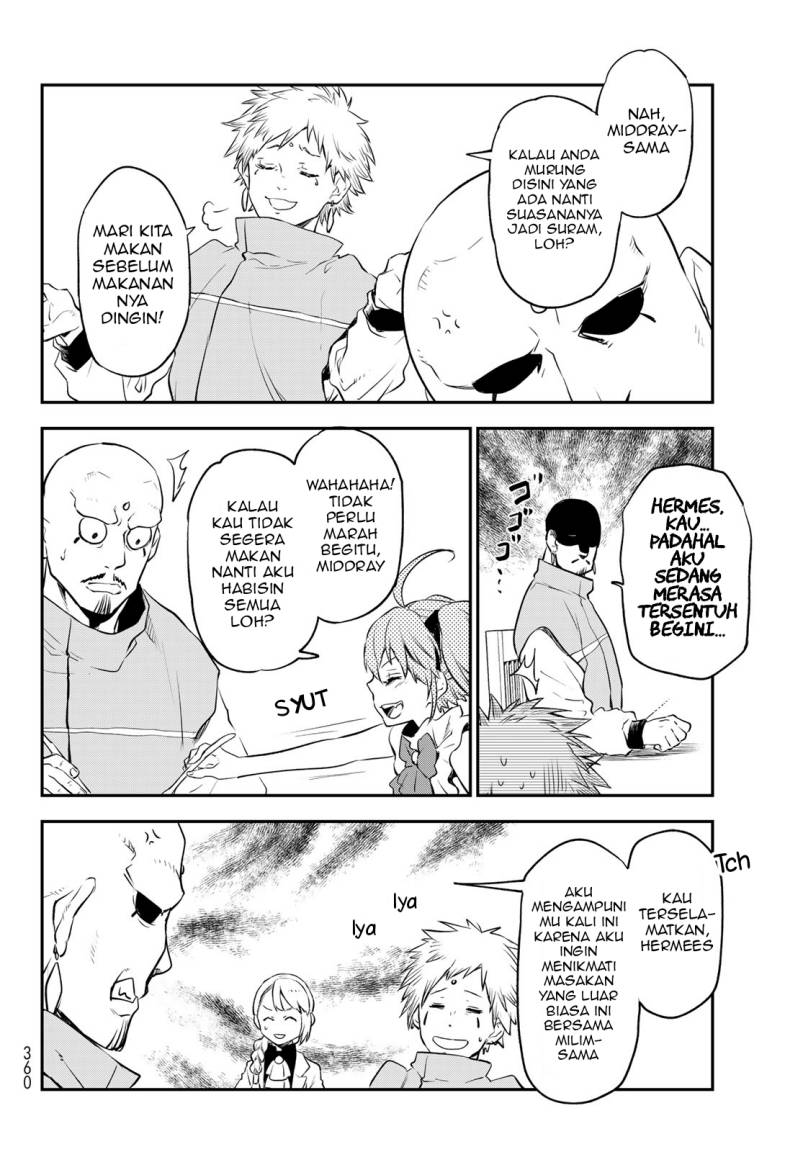 NAH,
MIDDRAY-
SAMA
KALAU ANDA
MURUNG
DISINI YANG
ADA NANTI
SUASANANYA
JADI SURAM,
LOH?
MARI KITA
MAKAN
SEBELUM
MAKANAN
NYA
DINGIN!
HERMES,
KAU...
PADAHAL
AKU
SEDANG
MERASA
TERSENTUH
BEGINI...
ゴゴゴ
WAHAHAHA!
TIDAK
PERLU
MARAH
BEGITU,
MIDDRAY
KALAU
KAU TIDAK
SEGERA
MAKAN
NANTI AKU
HABISIN
SEMUA
LOH?
SYUT
Tch
KAU
TERSELA-
MATKAN,
HERMEES
AKU
MENGAMPUNI
MU KALI INI
KARENA AKU
INGIN
MENIKMATI
MASAKAN
YANG LUAR
BIASA INI
BERSAMA
MILIM-
SAMA
Iya
Iya
360